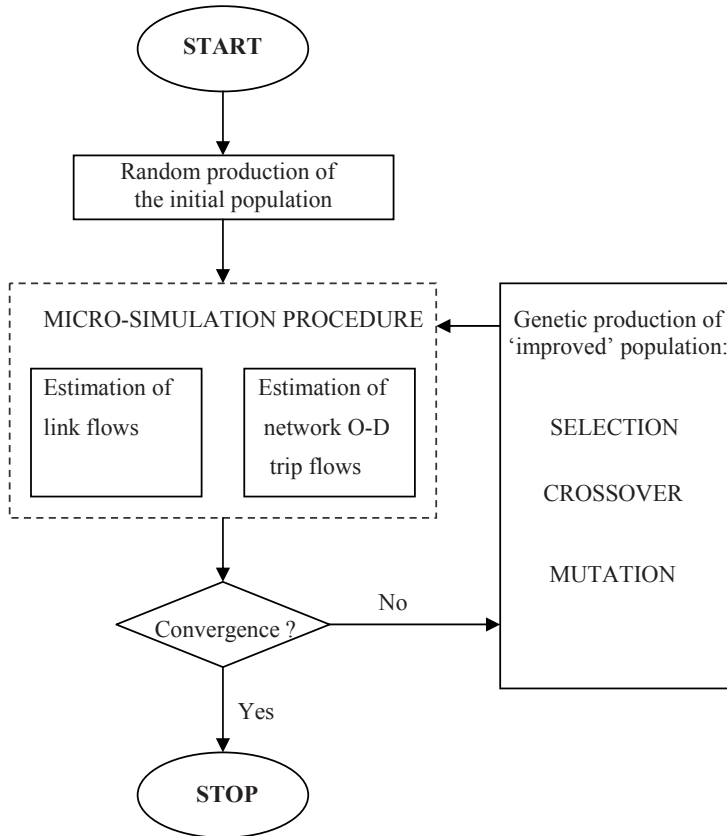 START
Random production of
the initial population
MICRO-SIMULATION PROCEDURE
Estimation of
link flows
Estimation of
network O-D
trip flows
Genetic production of
‘improved’ population:
SELECTION
CROSSOVER
MUTATION
Convergence ?
No
Yes
STOP